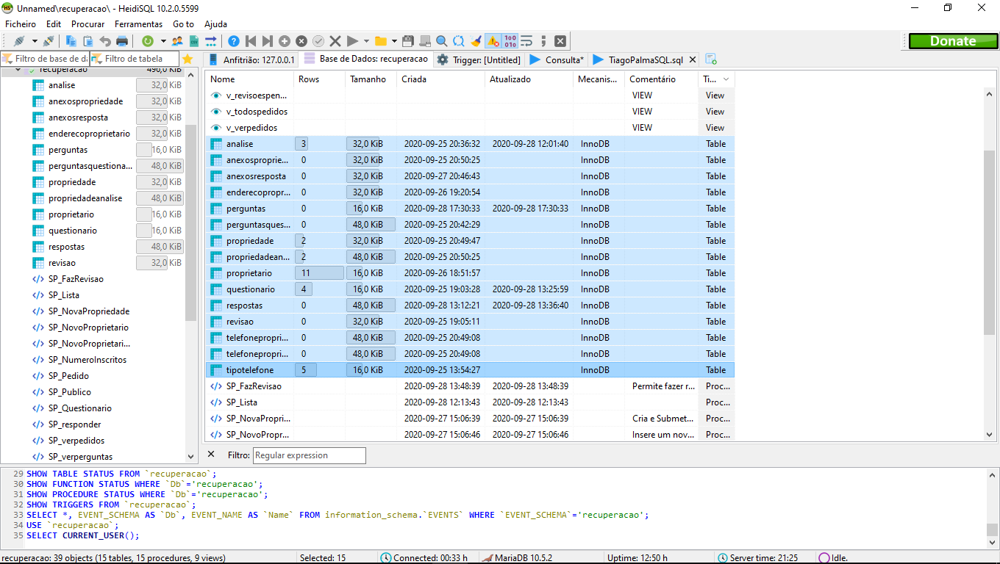 Unnamed\recuperacao\ - HeidiSQL 10.2.0.5599
Ficheiro Edit Procurar Ferramentas Go to Ajuda
Donate
Filtro de base de da Filtro de tabela
Anfitrião: 127.0.0.1 Base de Dados: recuperacao Trigger: [Untitled] Consulta* TiagoPalmaSQL.sql
recuperacao 496,0 KiB
analise 32,0 KiB
anexospropriedade 32,0 KiB
anexosresposta 32,0 KiB
enderecoproprietario 32,0 KiB
perguntas 16,0 KiB
perguntasquestiona... 48,0 KiB
propriedade 32,0 KiB
propriedadeanalise 48,0 KiB
proprietario 16,0 KiB
questionario 16,0 KiB
respostas 48,0 KiB
revisao 32,0 KiB
SP_FazRevisao
SP_Lista
SP_NovaPropriedade
SP_NovoProprietario
SP_NovoProprietari...
SP_NumeroInscritos
SP_Pedido
SP_Publico
SP_Questionario
SP_responder
SP_verpedidos
SP_verperguntas
Nome Rows Tamanho Criada Atualizado Mecanis... Comentário Ti...
v_revisoespen... VIEW View
v_todospedidos VIEW View
v_verpedidos VIEW View
analise 3 32,0 KiB 2020-09-25 20:36:32 2020-09-28 12:01:40 InnoDB Table
anexosproprie... 0 32,0 KiB 2020-09-25 20:50:25 InnoDB Table
anexosresposta 0 32,0 KiB 2020-09-27 20:46:43 InnoDB Table
enderecopropr... 0 32,0 KiB 2020-09-26 19:20:54 InnoDB Table
perguntas 0 16,0 KiB 2020-09-28 17:30:33 2020-09-28 17:30:33 InnoDB Table
perguntasques... 0 48,0 KiB 2020-09-25 20:42:29 InnoDB Table
propriedade 2 32,0 KiB 2020-09-25 20:49:47 InnoDB Table
propriedadean... 2 48,0 KiB 2020-09-25 20:50:25 InnoDB Table
proprietario 11 16,0 KiB 2020-09-26 18:51:57 InnoDB Table
questionario 4 16,0 KiB 2020-09-25 19:03:28 2020-09-28 13:25:59 InnoDB Table
respostas 0 48,0 KiB 2020-09-28 13:12:21 2020-09-28 13:36:40 InnoDB Table
revisao 0 32,0 KiB 2020-09-25 19:05:11 InnoDB Table
telefonepropri... 0 48,0 KiB 2020-09-25 20:49:08 InnoDB Table
telefonepropri... 0 48,0 KiB 2020-09-25 20:49:08 InnoDB Table
tipotelefone 5 16,0 KiB 2020-09-25 13:54:27 InnoDB Table
SP_FazRevisao 2020-09-28 13:48:39 2020-09-28 13:48:39 Permite fazer r... Proc...
SP_Lista 2020-09-28 12:13:43 2020-09-28 12:13:43 Proc...
SP_NovaPropri... 2020-09-27 15:06:39 2020-09-27 15:06:39 Cria e Submet... Proc...
SP_NovoPropr... 2020-09-27 15:06:46 2020-09-27 15:06:46 Insere um nov... Proc...
Filtro: Regular expression
29 SHOW TABLE STATUS FROM `recuperacao`;
30 SHOW FUNCTION STATUS WHERE `Db`='recuperacao';
31 SHOW PROCEDURE STATUS WHERE `Db`='recuperacao';
32 SHOW TRIGGERS FROM `recuperacao`;
33 SELECT *, EVENT_SCHEMA AS `Db`, EVENT_NAME AS `Name` FROM information_schema.`EVENTS` WHERE `EVENT_SCHEMA`='recuperacao';
34 USE `recuperacao`;
35 SELECT CURRENT_USER();
recuperacao: 39 objects (15 tables, 15 procedures, 9 views) Selected: 15 Connected: 00:33 h MariaDB 10.5.2 Uptime: 12:50 h Server time: 21:25 Idle.